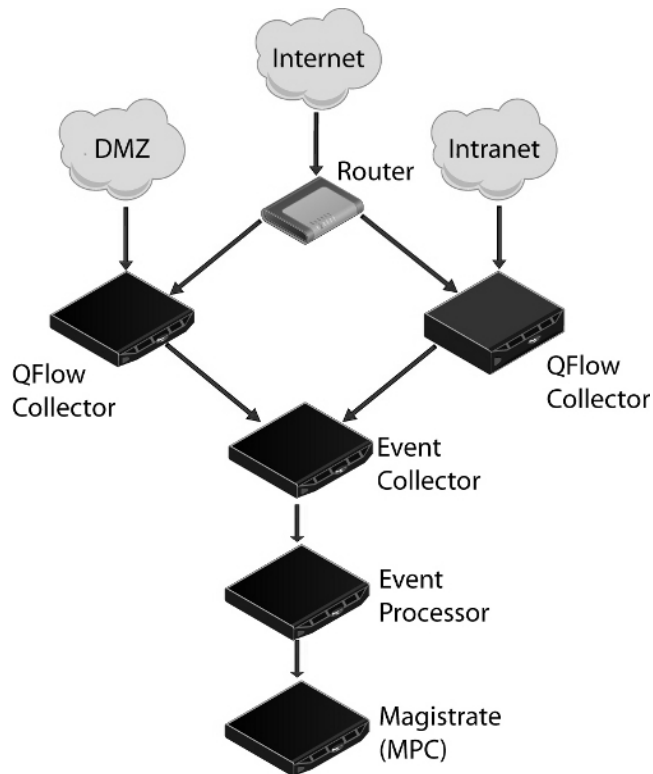 Internet
DMZ
Router
Intranet
QFlow
Collector
QFlow
Collector
Event
Collector
Event
Processor
Magistrate
(MPC)